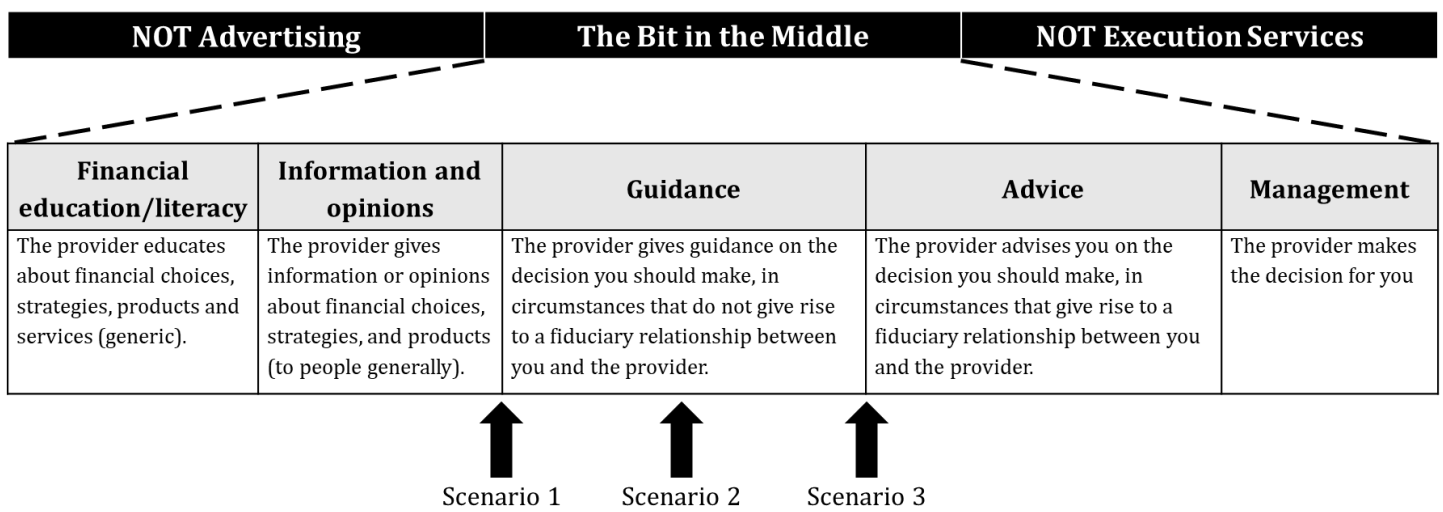 NOT Advertising
The Bit in the Middle
NOT Execution Services
Financial
education/literacy
Information and
opinions
Guidance
Advice
Management
The provider educates
about financial choices,
strategies, products and
services (generic).
The provider gives
information or opinions
about financial choices,
strategies, and products
(to people generally).
The provider gives guidance on the
decision you should make, in
circumstances that do not give rise
to a fiduciary relationship between
you and the provider.
The provider advises you on the
decision you should make, in
circumstances that give rise to a
fiduciary relationship between you
and the provider.
The provider makes
the decision for you
Scenario 1
Scenario 2
Scenario 3